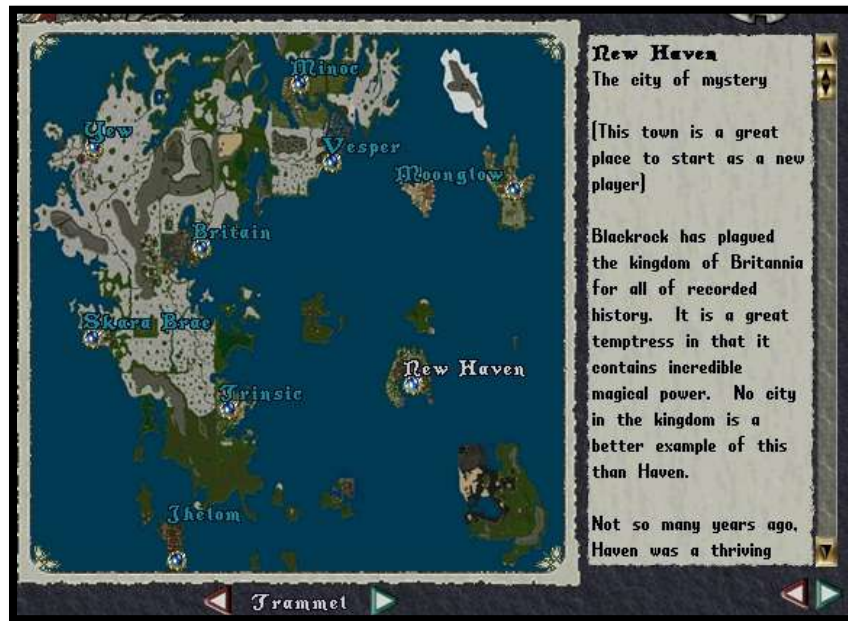 Minoc
Yew
Vesper
Moonglow
Britain
Skara Brae
New Haven
Trinsic
Jhelom
Trammel
New Haven
The city of mystery
(This town is a great
place to start as a new
player)
Blackrock has plagued
the kingdom of Britannia
for all of recorded
history. It is a great
temptress in that it
contains incredible
magical power. No city
in the kingdom is a
better example of this
than Haven.
Not so many years ago,
Haven was a thriving